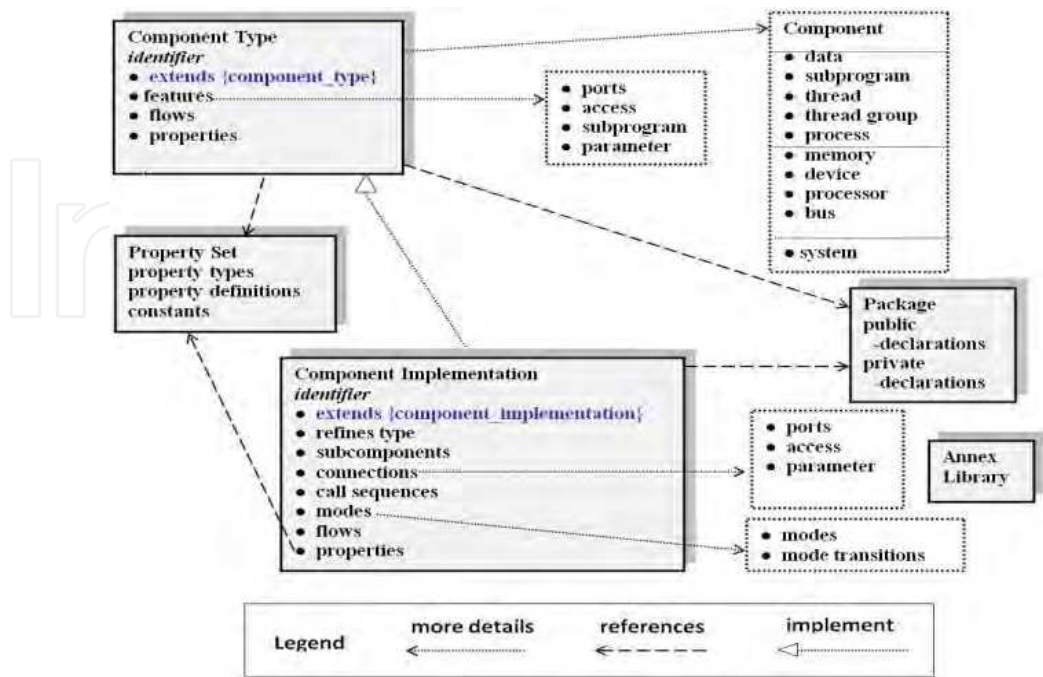 Component Type
identifier
• extends {component_type}
• features
• flows
• properties
• ports
• access
• subprogram
• parameter
Component
• data
• subprogram
• thread
• thread group
• process
• memory
• device
• processor
• bus
• system
Property Set
property types
property definitions
constants
Package
public
-declarations
private
-declarations
Component Implementation
identifier
• extends {component_implementation}
• refines type
• subcomponents
• connections
• call sequences
• modes
• flows
• properties
• ports
• access
• parameter
Annex
Library
• modes
• mode transitions
Legend
more details
references
implement